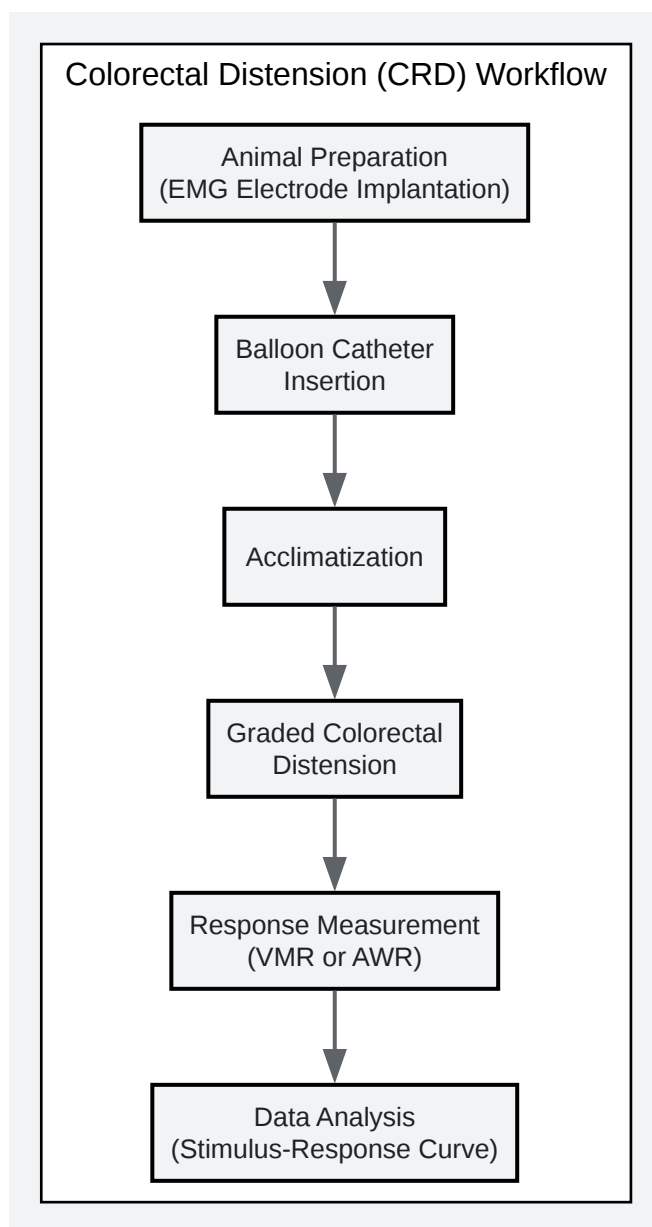 Colorectal Distension (CRD) Workflow
Animal Preparation
(EMG Electrode Implantation)
Balloon Catheter
Insertion
Acclimatization
Graded Colorectal
Distension
Response Measurement
(VMR or AWR)
Data Analysis
(Stimulus-Response Curve)